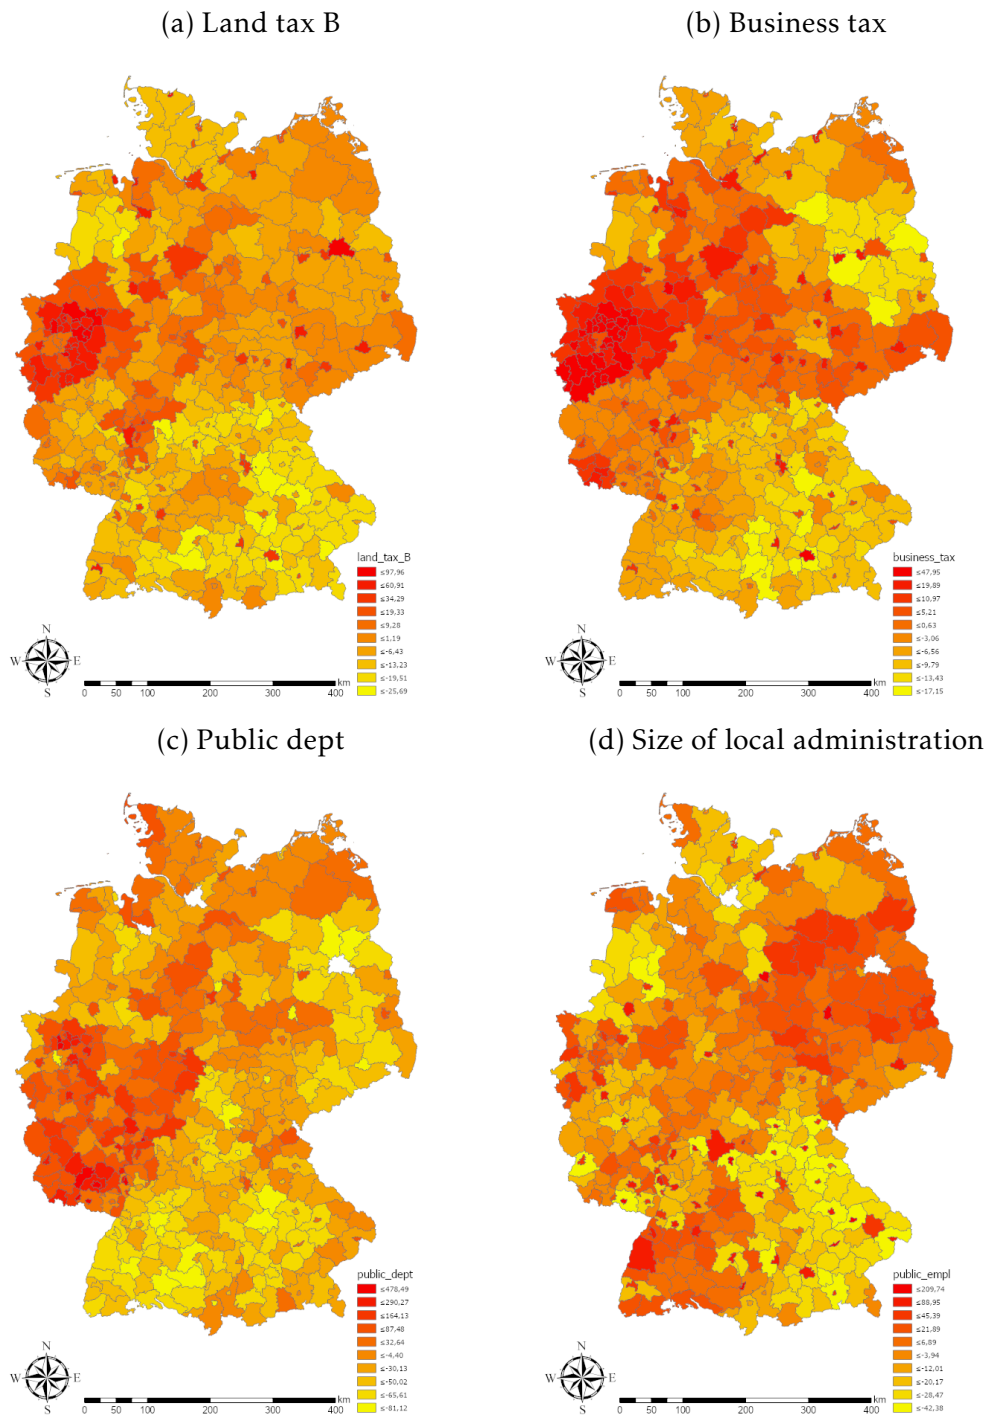 (a) Land tax B
(b) Business tax
land_tax_B
≤97,96
≤60,91
≤34,29
≤19,33
≤9,28
≤1,19
≤-6,43
≤-13,23
≤-19,51
≤-25,69
N
W E
S
0 50 100 200 300 400
km
business_tax
≤47,95
≤19,89
≤10,97
≤5,21
≤0,63
≤-3,06
≤-6,56
≤-9,79
≤-13,43
≤-17,15
N
W E
S
0 50 100 200 300 400
km
(c) Public dept
(d) Size of local administration
public_dept
≤478,49
≤290,27
≤164,13
≤87,48
≤32,64
≤-4,40
≤-30,13
≤-50,02
≤-65,61
≤-81,12
N
W E
S
0 50 100 200 300 400
km
public_empl
≤209,74
≤88,95
≤45,39
≤21,89
≤6,89
≤-3,94
≤-12,01
≤-20,17
≤-28,47
≤-42,38
N
W E
S
0 50 100 200 300 400
km